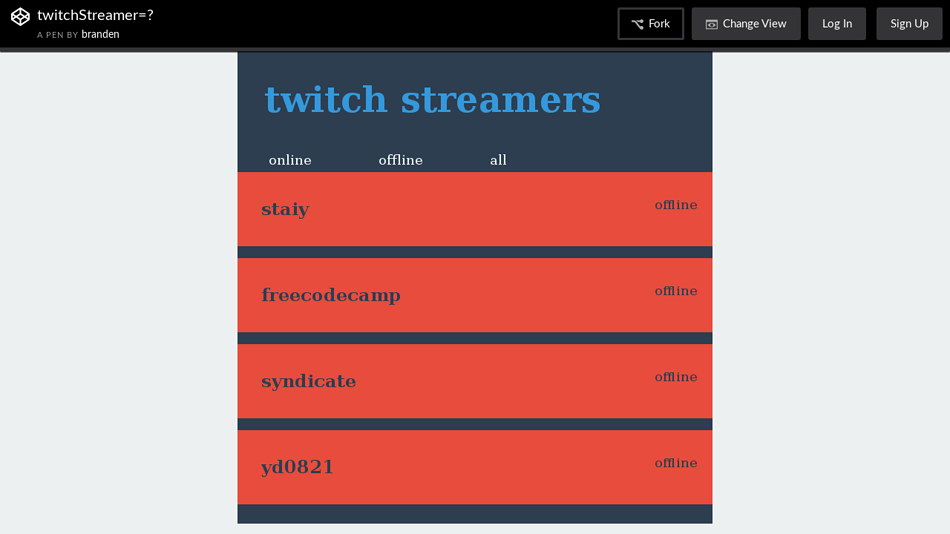 twitchStreamer=?
A PEN BY branden
Fork
Change View
Log In
Sign Up
twitch streamers
online offline all
staiy offline
freecodecamp offline
syndicate offline
yd0821 offline